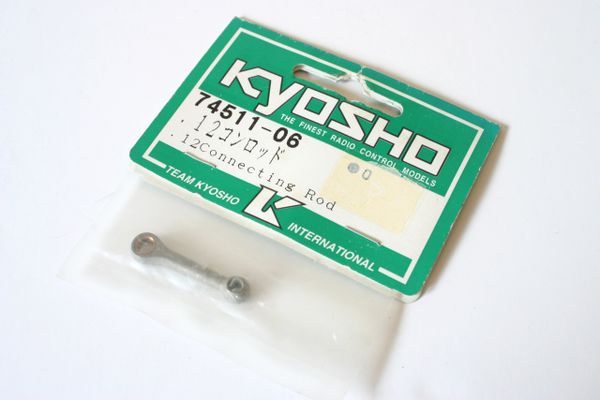 KYOSHO
THE FINEST RADIO CONTROL MODELS
74511-06
.12コンロッド
.12Connecting Rod
TEAM KYOSHO
K
INTERNATIONAL